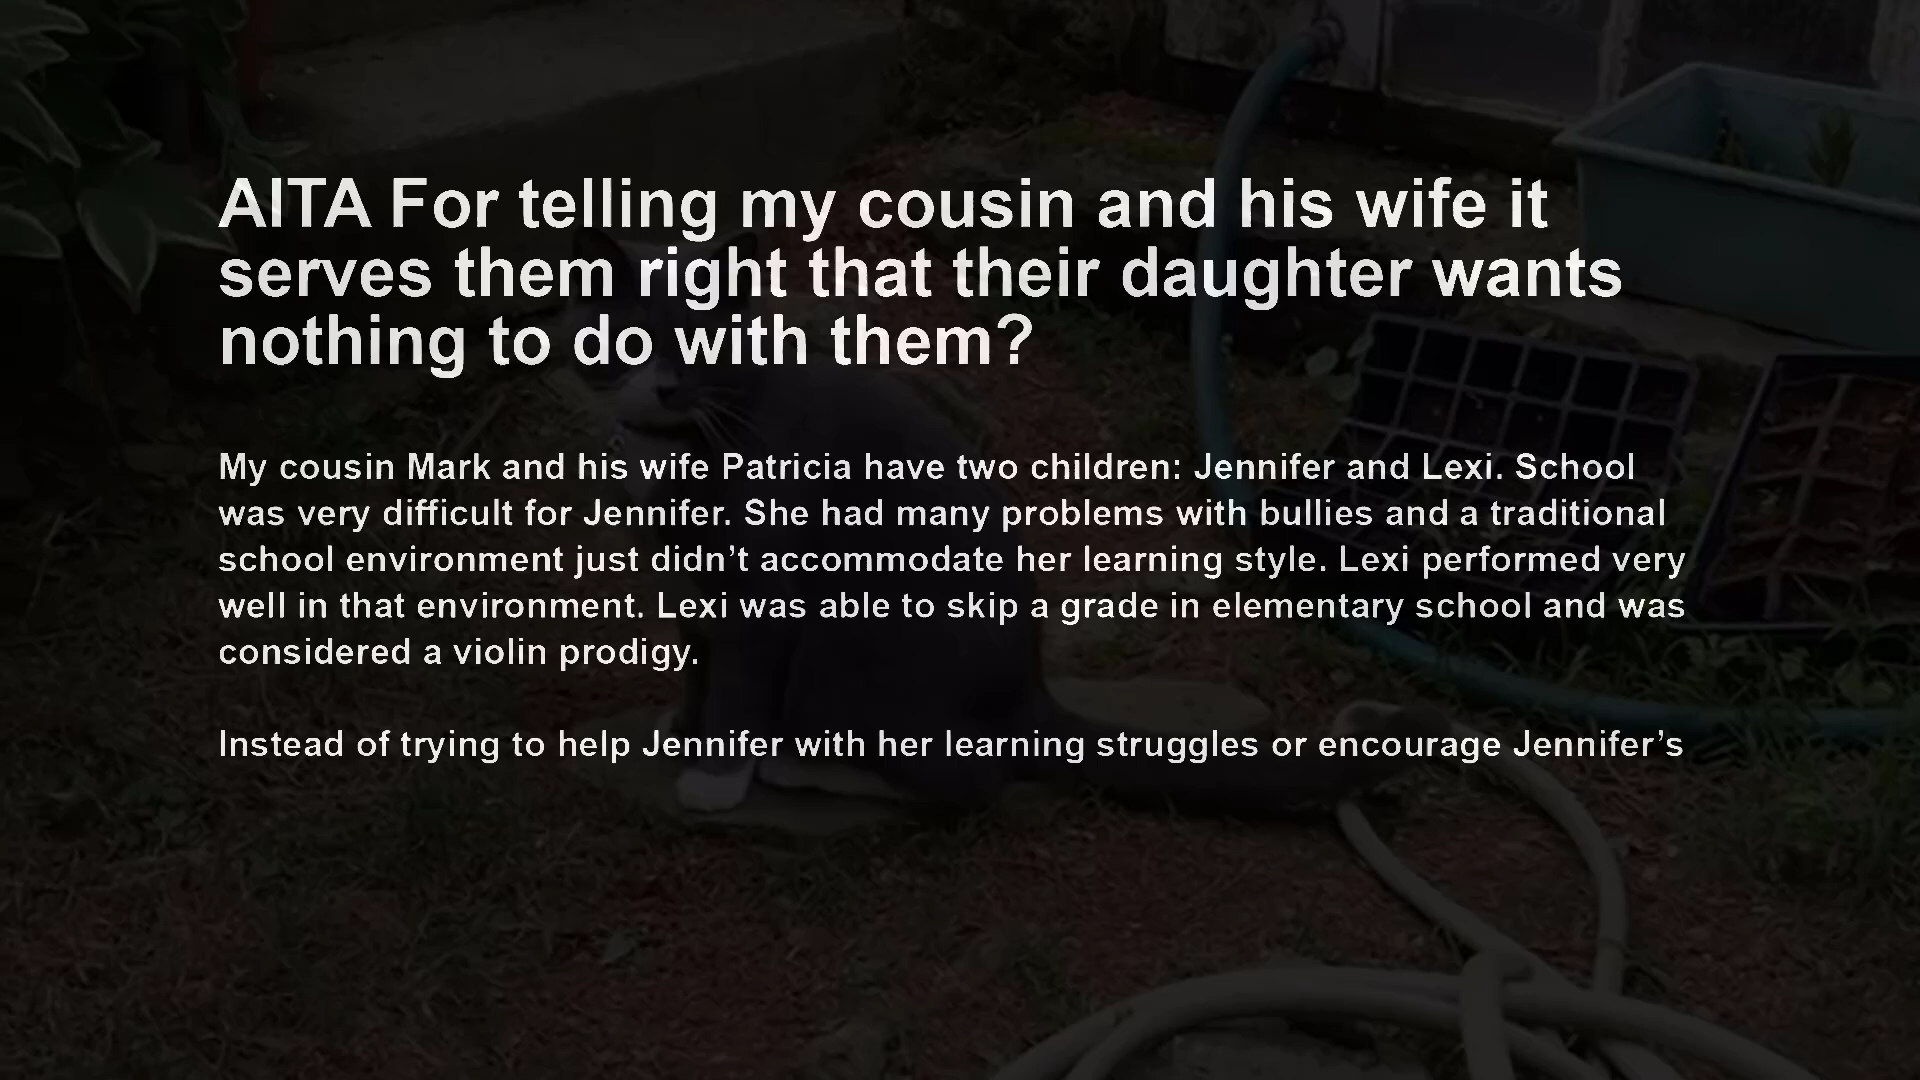 AITA For telling my cousin and his wife it
serves them right that their daughter wants
nothing to do with them?
My cousin Mark and his wife Patricia have two children: Jennifer and Lexi. School
was very difficult for Jennifer. She had many problems with bullies and a traditional
school environment just didn’t accommodate her learning style. Lexi performed very
well in that environment. Lexi was able to skip a grade in elementary school and was
considered a violin prodigy.
Instead of trying to help Jennifer with her learning struggles or encourage Jennifer’s